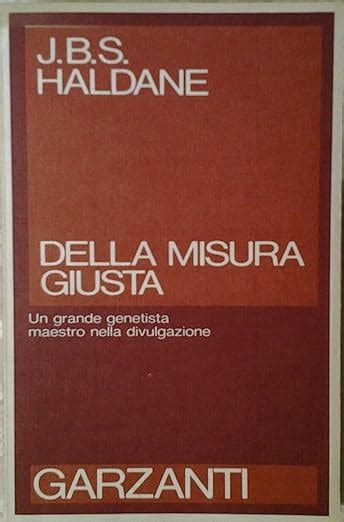 J.B.S.
HALDANE
DELLA MISURA
GIUSTA
Un grande genetista
maestro nella divulgazione
GARZANTI